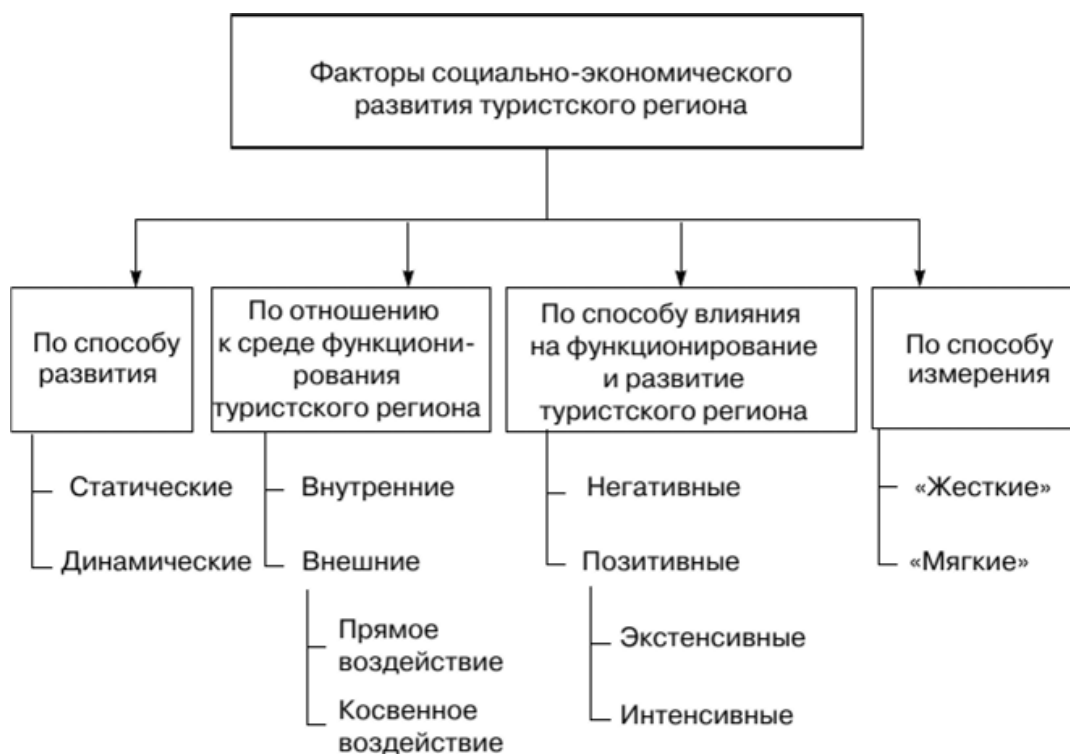 Факторы социально-экономического
развития туристского региона
По способу
развития
Статические
Динамические
По отношению
к среде функциони-
рования
туристского региона
Внутренние
Внешние
Прямое
воздействие
Косвенное
воздействие
По способу влияния
на функционирование
и развитие
туристского региона
Негативные
Позитивные
Экстенсивные
Интенсивные
По способу
измерения
«Жесткие»
«Мягкие»